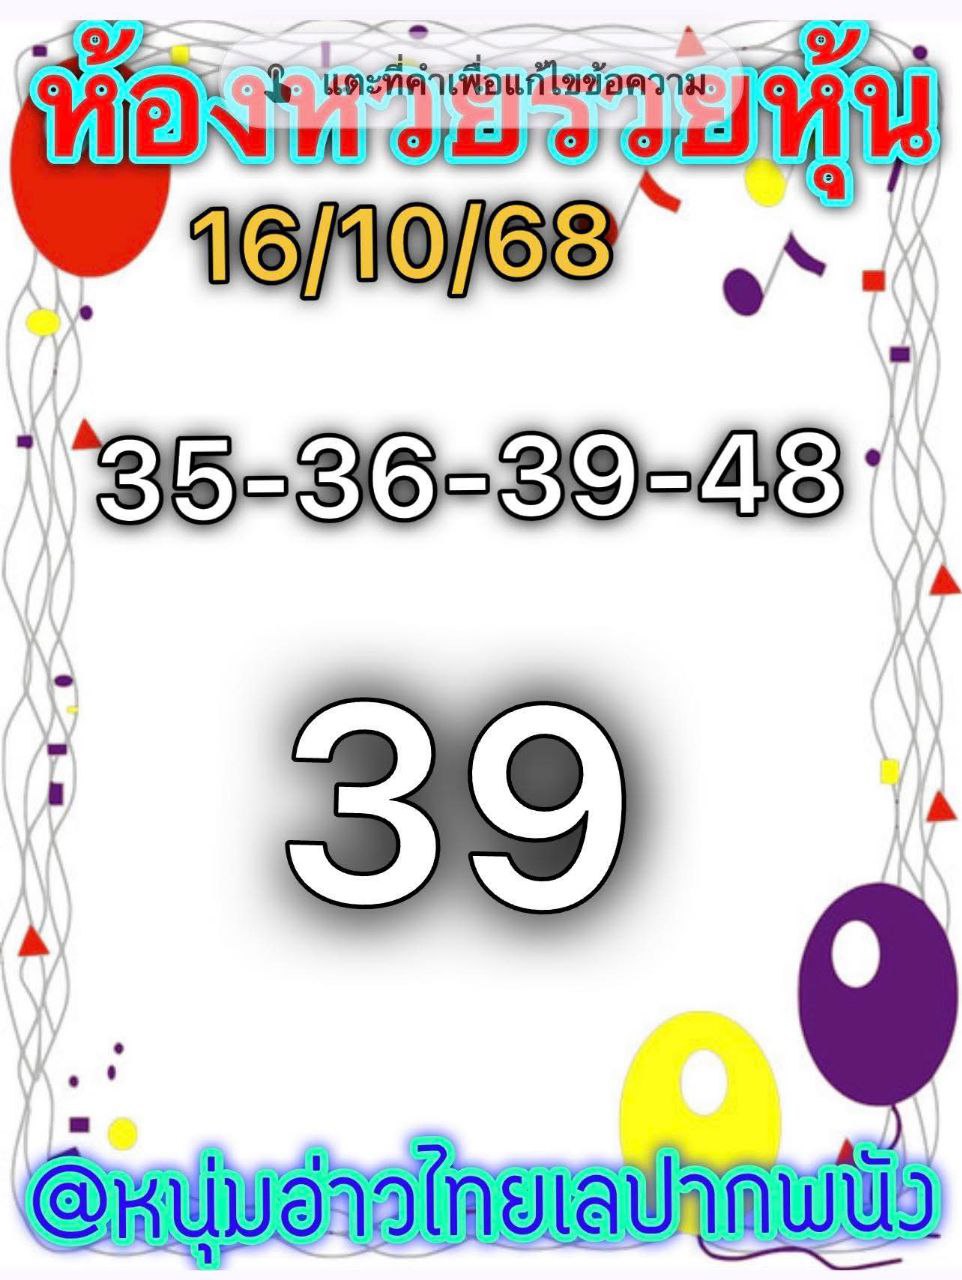 ห้องหวยรวยหุ้น
แตะที่คำเพื่อแก้ไขข้อความ
16/10/68
35-36-39-48
39
@หนุ่มอ่าวไทยเลปากพนัง